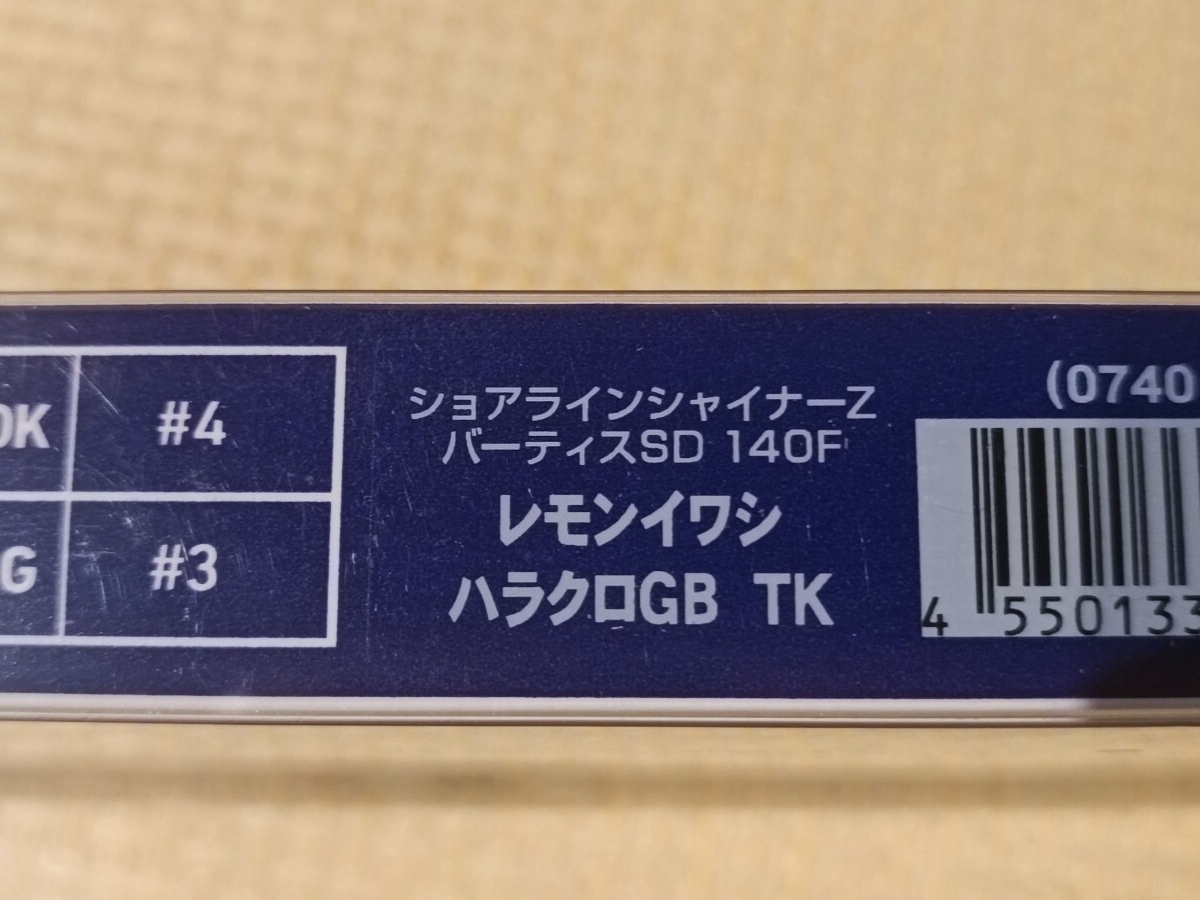 #4
#3
ショアラインシャイナーZ
バーティスSD 140F
レモンイワシ
ハラクロGB TK
(0740
4 550133